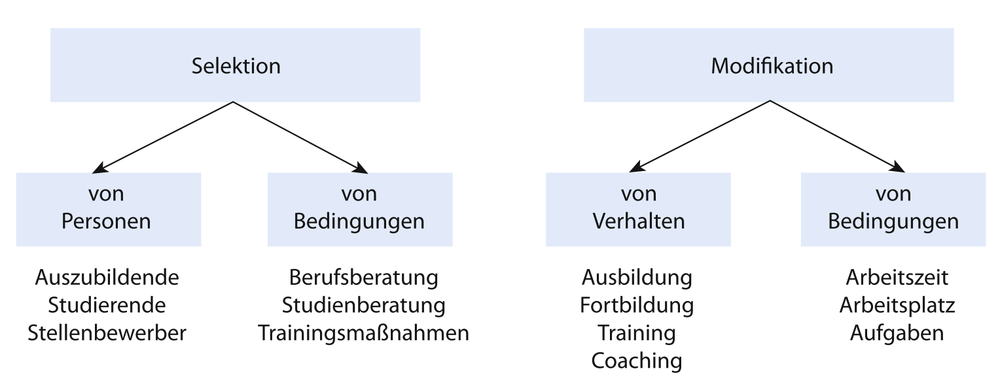 Selektion
von
Personen
Auszubildende
Studierende
Stellenbewerber
von
Bedingungen
Berufsberatung
Studienberatung
Trainingsmaßnahmen
Modifikation
von
Verhalten
Ausbildung
Fortbildung
Training
Coaching
von
Bedingungen
Arbeitszeit
Arbeitsplatz
Aufgaben